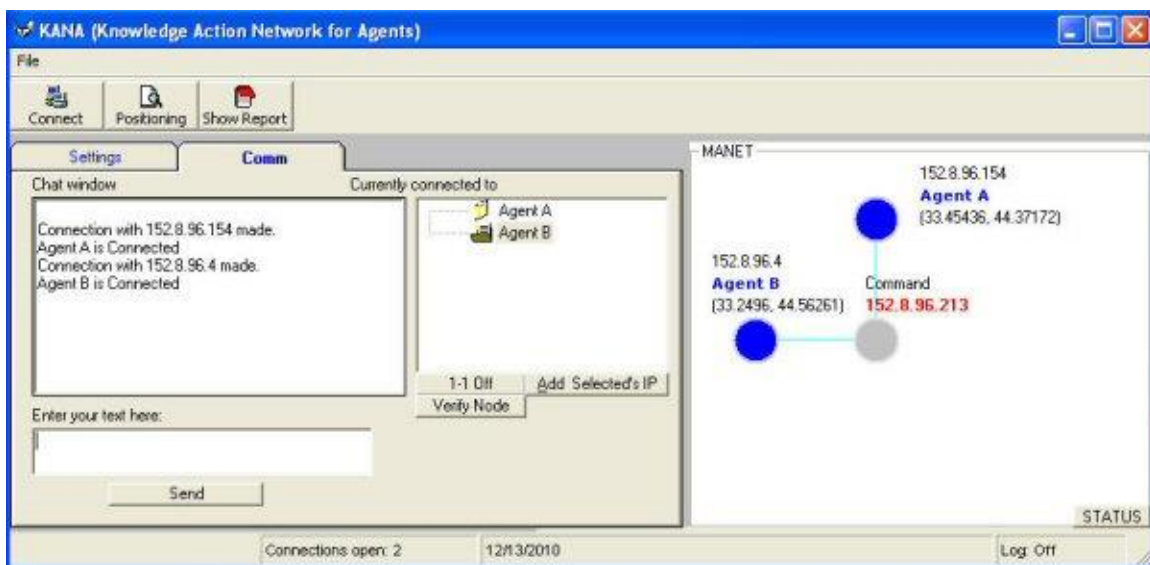 KANA (Knowledge Action Network for Agents)
File
Connect Positioning Show Report
Settings Comm
Chat window
Currently connected to
Connection with 152.8.96.154 made.
Agent A is Connected
Connection with 152.8.96.4 made.
Agent B is Connected
Agent A
Agent B
1-1 Off Add Selected's IP
Verify Node
Enter your text here:
Send
MANET
152.8.96.154
Agent A
(33.45436, 44.37172)
152.8.96.4
Agent B
(33.2496, 44.56261)
Command
152.8.96.213
STATUS
Connections open: 2 12/13/2010 Log: Off